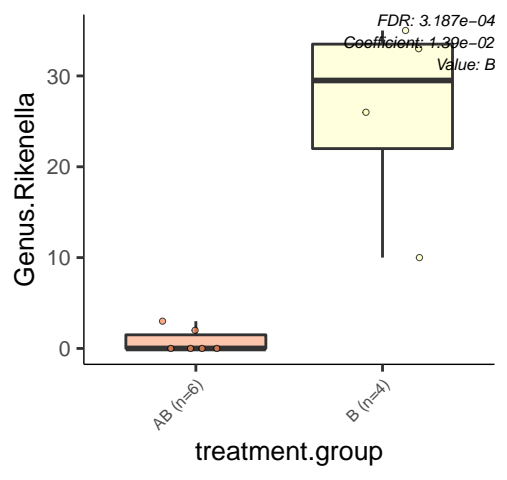 FDR: 3.187e−04
Coefficient: 1.39e−02
Value: B
Genus.Rikenella
30
20
10
0
AB (n=6)
B (n=4)
treatment.group